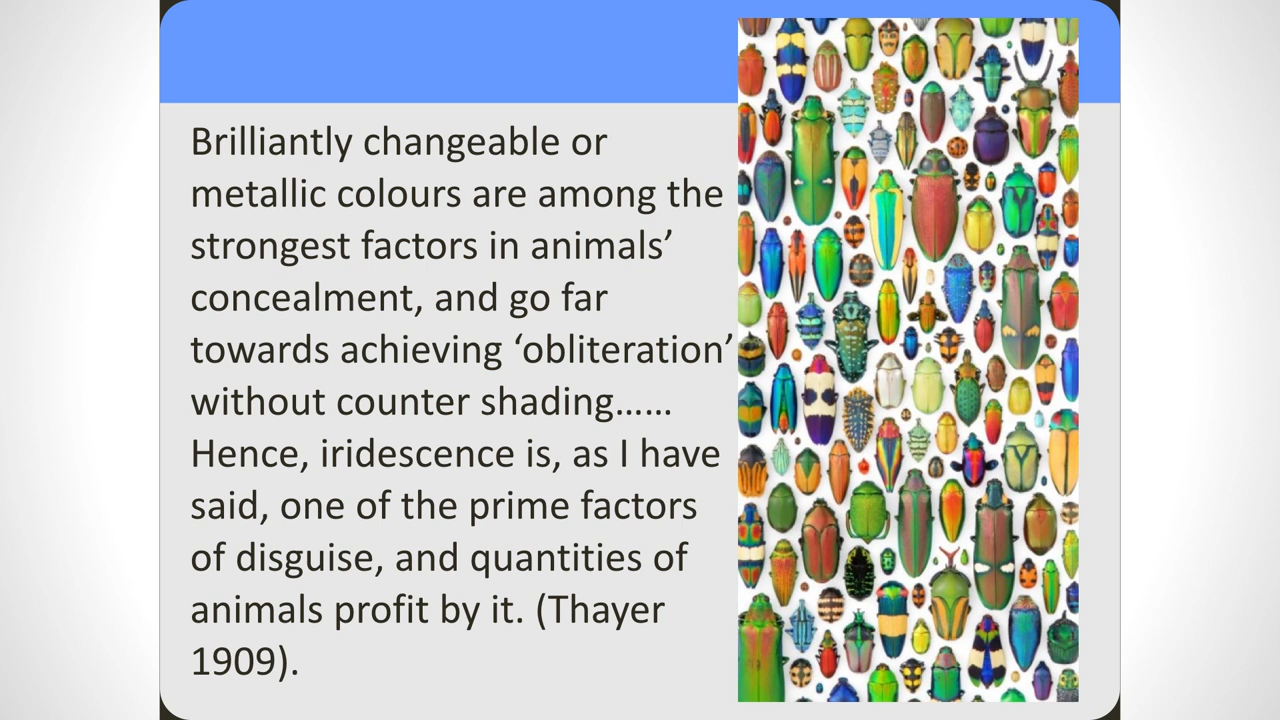 Brilliantly changeable or
metallic colours are among the
strongest factors in animals’
concealment, and go far
towards achieving ‘obliteration’
without counter shading……
Hence, iridescence is, as I have
said, one of the prime factors
of disguise, and quantities of
animals profit by it. (Thayer
1909).